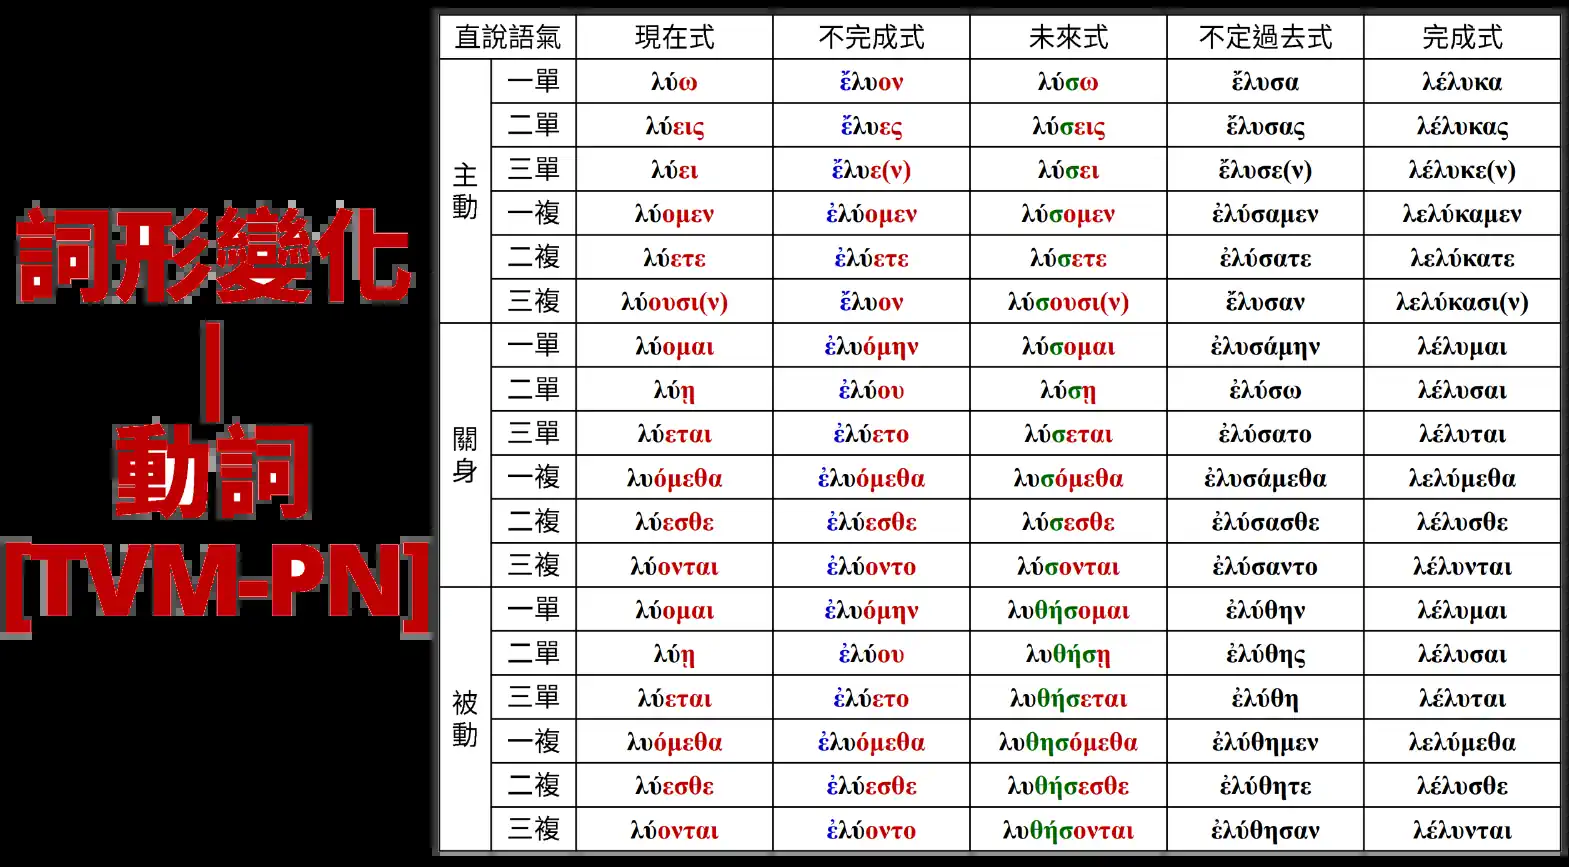 詞形變化
|
動詞
[TVM-PN]
直說語氣 現在式 不完成式 未來式 不定過去式 完成式
主動
一單 λύω ἔλυον λύσω ἔλυσα λέλυκα
二單 λύεις ἔλυες λύσεις ἔλυσας λέλυκας
三單 λύει ἔλυε(ν) λύσει ἔλυσε(ν) λέλυκε(ν)
一複 λύομεν ἐλύομεν λύσομεν ἐλύσαμεν λελύκαμεν
二複 λύετε ἐλύετε λύσετε ἐλύσατε λελύκατε
三複 λύουσι(ν) ἔλυον λύσουσι(ν) ἔλυσαν λελύκασι(ν)
關身
一單 λύομαι ἐλυόμην λύσομαι ἐλυσάμην λέλυμαι
二單 λύῃ ἐλύου λύσῃ ἐλύσω λέλυσαι
三單 λύεται ἐλύετο λύσεται ἐλύσατο λέλυται
一複 λυόμεθα ἐλυόμεθα λυσόμεθα ἐλυσάμεθα λελύμεθα
二複 λύεσθε ἐλύεσθε λύσεσθε ἐλύσασθε λέλυσθε
三複 λύονται ἐλύοντο λύσονται ἐλύσαντο λέλυνται
被動
一單 λύομαι ἐλυόμην λυθήσομαι ἐλύθην λέλυμαι
二單 λύῃ ἐλύου λυθήσῃ ἐλύθης λέλυσαι
三單 λύεται ἐλύετο λυθήσεται ἐλύθη λέλυται
一複 λυόμεθα ἐλυόμεθα λυθησόμεθα ἐλύθημεν λελύμεθα
二複 λύεσθε ἐλύεσθε λυθήσεσθε ἐλύθητε λέλυσθε
三複 λύονται ἐλύοντο λυθήσονται ἐλύθησαν λέλυνται